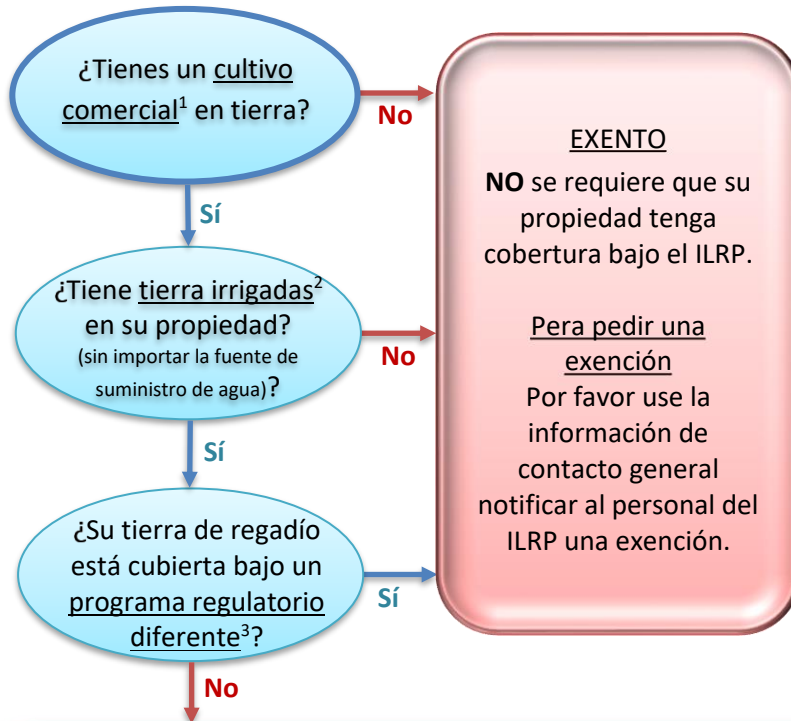 ¿Tienes un cultivo
comercial¹ en tierra?
No
Sí
¿Tiene tierra irrigadas²
en su propiedad?
(sin importar la fuente de
suministro de agua)?
No
Sí
¿Su tierra de regadío
está cubierta bajo un
programa regulatorio
diferente³?
Sí
No
EXENTO
NO se requiere que su
propiedad tenga
cobertura bajo el ILRP.
Pera pedir una
exención
Por favor use la
información de
contacto general
notificar al personal del
ILRP una exención.